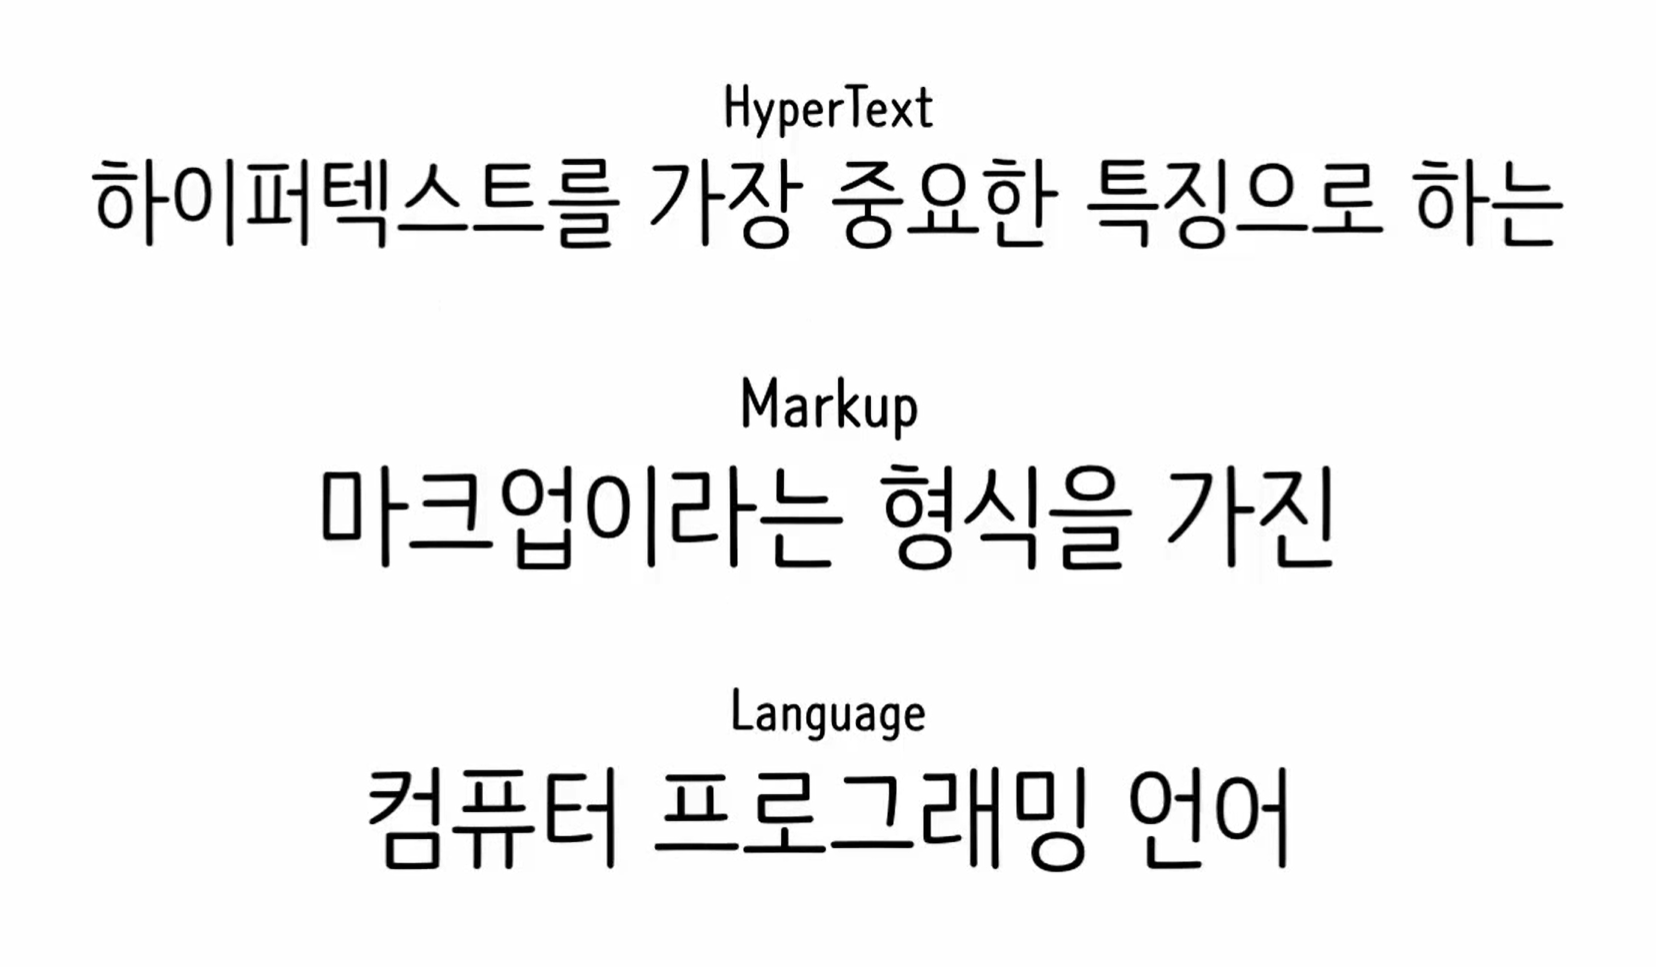 HyperText
하이퍼텍스트를 가장 중요한 특징으로 하는
Markup
마크업이라는 형식을 가진
Language
컴퓨터 프로그래밍 언어